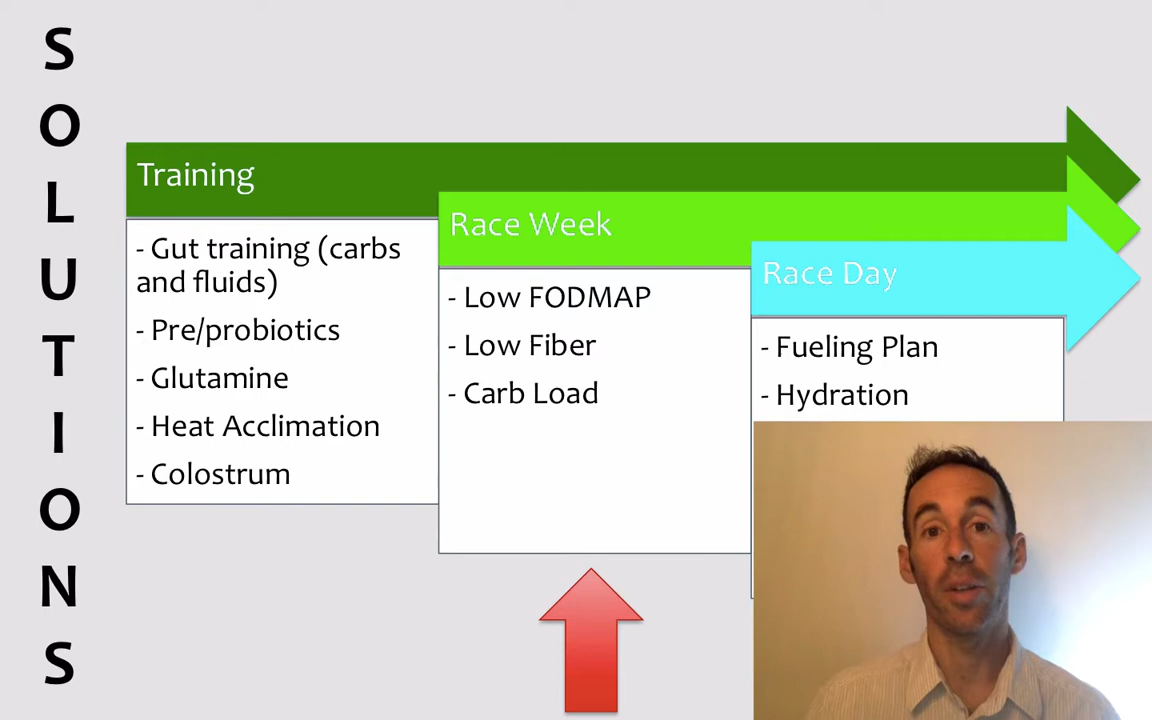 SOLUTIONS
Training
- Gut training (carbs
and fluids)
- Pre/probiotics
- Glutamine
- Heat Acclimation
- Colostrum
Race Week
- Low FODMAP
- Low Fiber
- Carb Load
Race Day
- Fueling Plan
- Hydration